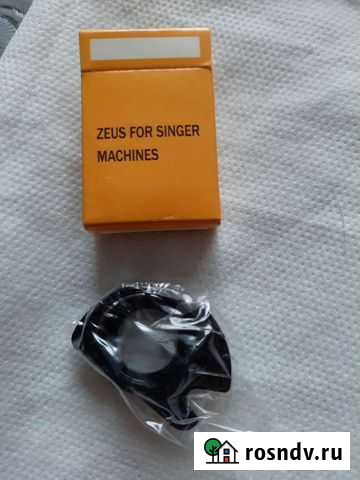 ZEUS FOR SINGER
MACHINES
rosndv.ru